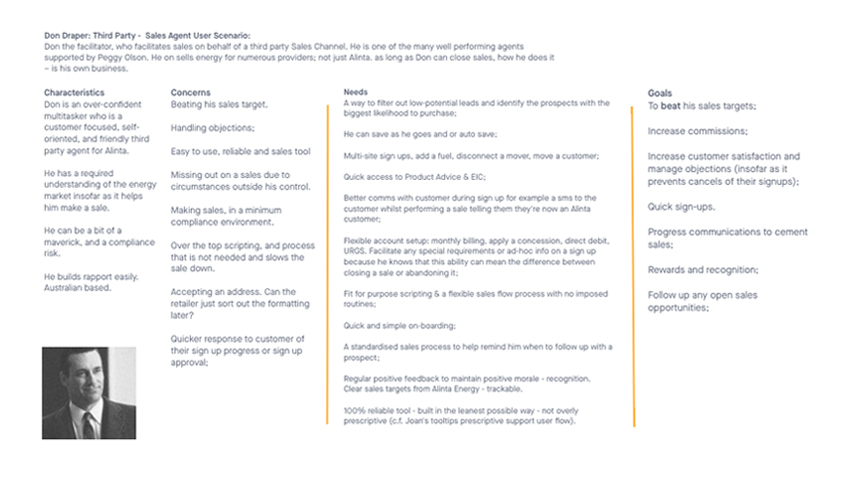 Don Draper: Third Party - Sales Agent User Scenario:
Don the facilitator, who facilitates sales on behalf of a third party Sales Channel. He is one of the many well performing agents
supported by Peggy Olson. He on sells energy for numerous providers; not just Alinta. as long as Don can close sales, how he does it
– is his own business.
Characteristics
Don is an over-confident
multitasker who is a
customer focused, self-
oriented, and friendly third
party agent for Alinta.
He has a required
understanding of the energy
market insofar as it helps
him make a sale.
He can be a bit of a
maverick, and a compliance
risk.
He builds rapport easily.
Australian based.
Concerns
Beating his sales target.
Handling objections;
Easy to use, reliable and sales tool
Missing out on a sales due to
circumstances outside his control.
Making sales, in a minimum
compliance environment.
Over the top scripting, and process
that is not needed and slows the
sale down.
Accepting an address. Can the
retailer just sort out the formatting
later?
Quicker response to customer of
their sign up progress or sign up
approval;
Needs
A way to filter out low-potential leads and identify the prospects with the
biggest likelihood to purchase;
He can save as he goes and or auto save;
Multi-site sign ups, add a fuel, disconnect a mover, move a customer;
Quick access to Product Advice & EIC;
Better comms with customer during sign up for example a sms to the
customer whilst performing a sale telling them they're now an Alinta
customer;
Flexible account setup: monthly billing, apply a concession, direct debit,
URGS. Facilitate any special requirements or ad-hoc info on a sign up
because he knows that this ability can mean the difference between
closing a sale or abandoning it;
Fit for purpose scripting & a flexible sales flow process with no imposed
routines;
Quick and simple on-boarding;
A standardised sales process to help remind him when to follow up with a
prospect;
Regular positive feedback to maintain positive morale - recognition.
Clear sales targets from Alinta Energy - trackable.
100% reliable tool - built in the leanest possible way - not overly
prescriptive (c.f. Joan's tooltips prescriptive support user flow).
Goals
To beat his sales targets;
Increase commissions;
Increase customer satisfaction and
manage objections (insofar as it
prevents cancels of their signups);
Quick sign-ups.
Progress communications to cement
sales;
Rewards and recognition;
Follow up any open sales
opportunities;